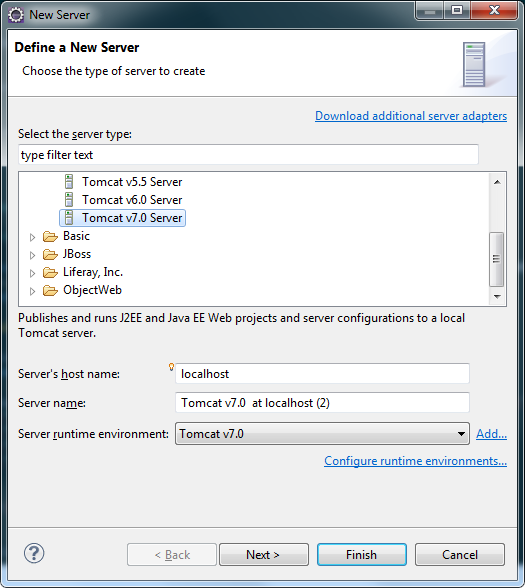 New Server
Define a New Server
Choose the type of server to create
Download additional server adapters
Select the server type:
type filter text
Tomcat v5.5 Server
Tomcat v6.0 Server
Tomcat v7.0 Server
Basic
JBoss
Liferay, Inc.
ObjectWeb
Publishes and runs J2EE and Java EE Web projects and server configurations to a local
Tomcat server.
Server's host name: localhost
Server name: Tomcat v7.0  at localhost (2)
Server runtime environment: Tomcat v7.0 Add...
Configure runtime environments...
? < Back Next > Finish Cancel